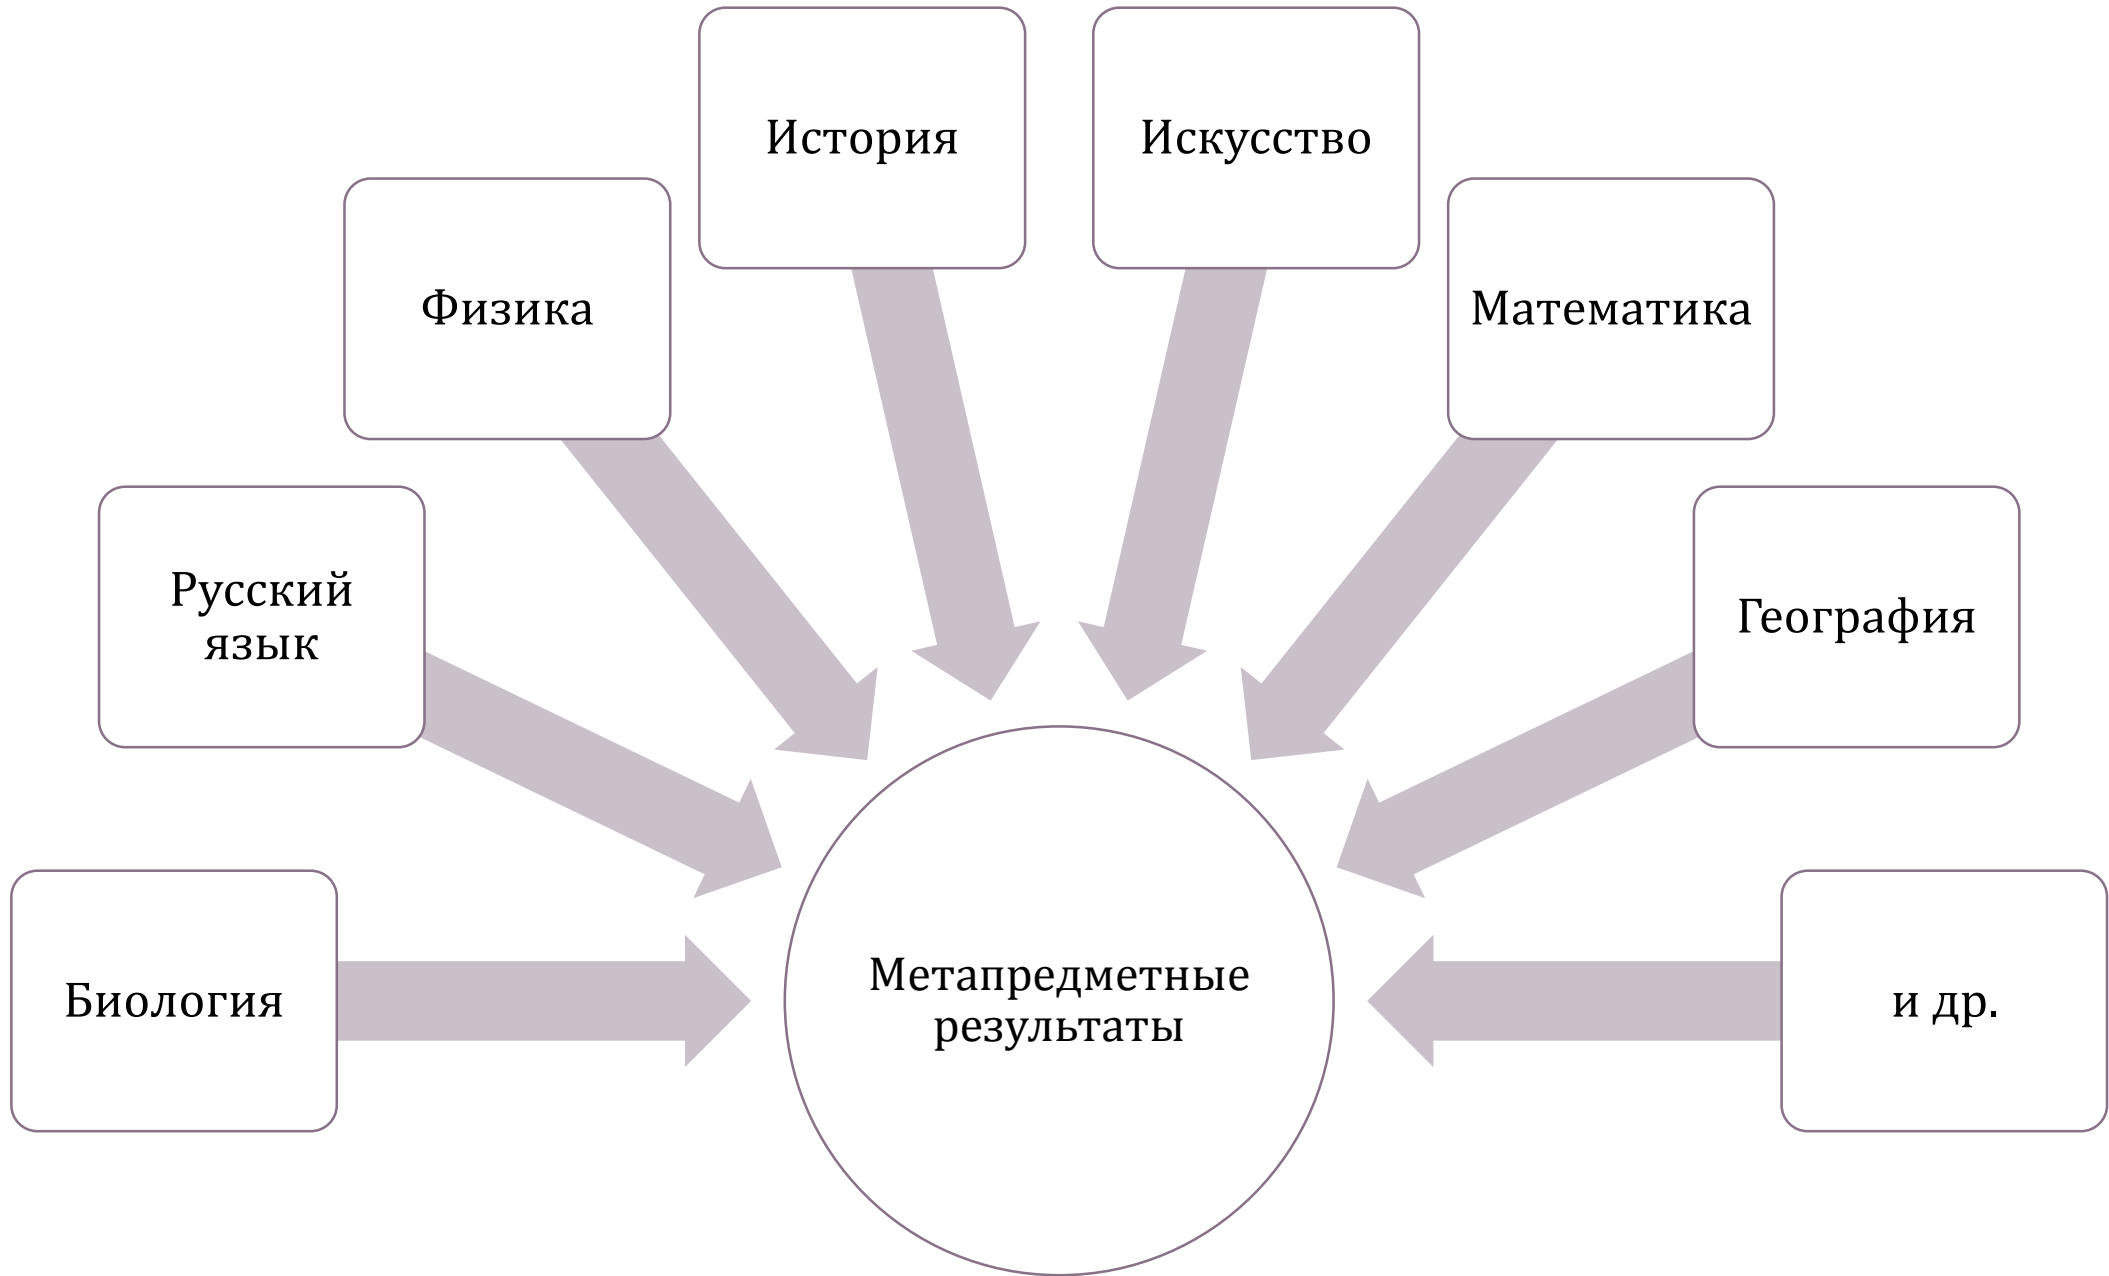 История
Искусство
Физика
Математика
Русский
язык
География
Биология
Метапредметные
результаты
и др.